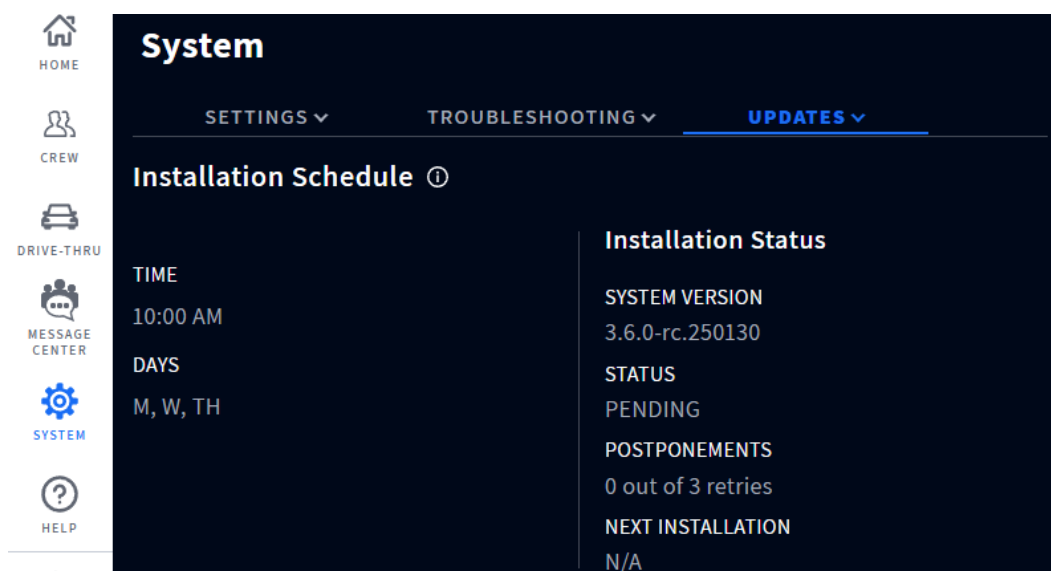 HOME
CREW
DRIVE-THRU
MESSAGE
CENTER
SYSTEM
HELP
System
SETTINGS
TROUBLESHOOTING
UPDATES
Installation Schedule
TIME
10:00 AM
DAYS
M, W, TH
Installation Status
SYSTEM VERSION
3.6.0-rc.250130
STATUS
PENDING
POSTPONEMENTS
0 out of 3 retries
NEXT INSTALLATION
N/A